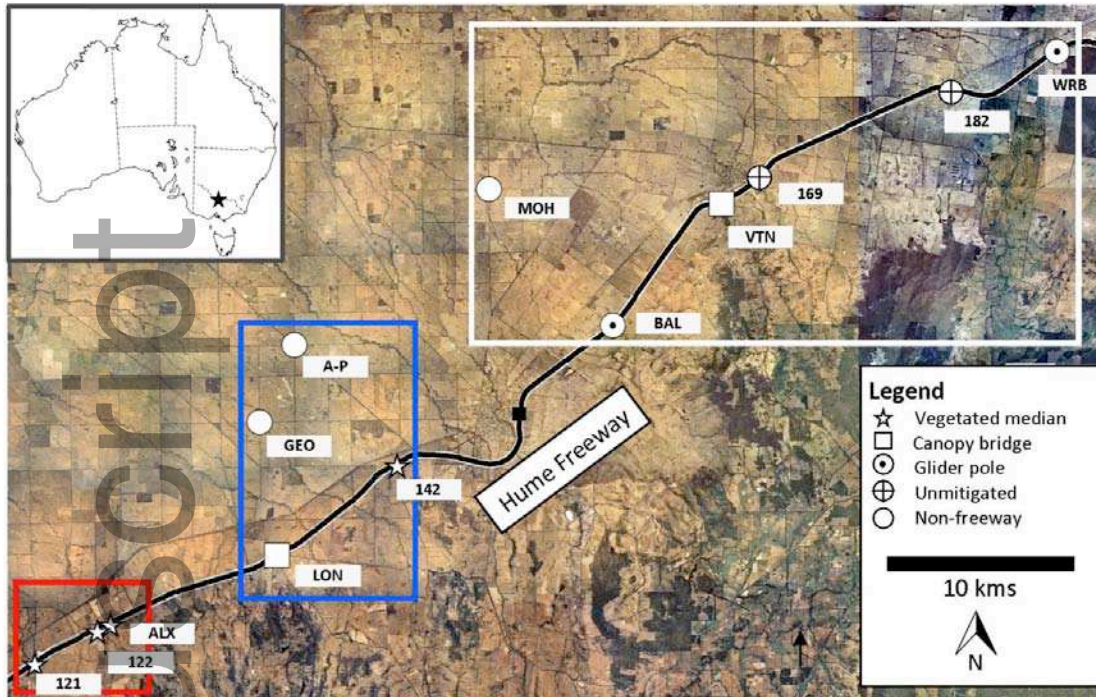 WRB
182
169
MOH
VTN
BAL
A-P
GEO
142
LON
ALX
122
121
Hume Freeway
script
Legend
Vegetated median
Canopy bridge
Glider pole
Unmitigated
Non-freeway
10 kms
N